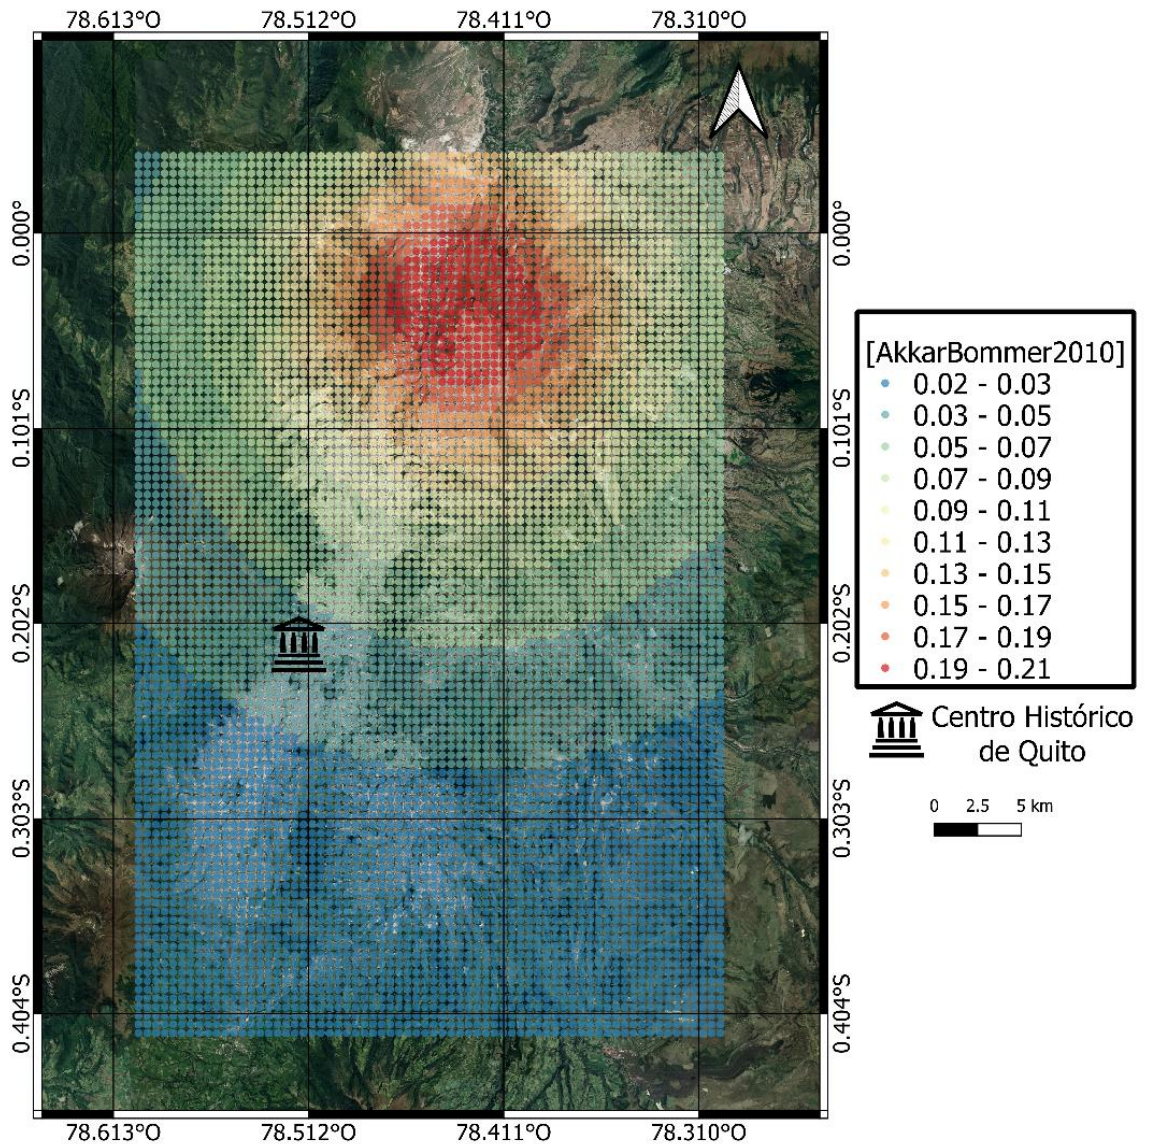 78.613°O 78.512°O 78.411°O 78.310°O
0.000°
0.101°S
0.202°S
0.303°S
0.404°S
0.000°
0.101°S
0.202°S
0.303°S
0.404°S
[AkkarBommer2010]
0.02 - 0.03
0.03 - 0.05
0.05 - 0.07
0.07 - 0.09
0.09 - 0.11
0.11 - 0.13
0.13 - 0.15
0.15 - 0.17
0.17 - 0.19
0.19 - 0.21
Centro Histórico
de Quito
0 2.5 5 km
78.613°O 78.512°O 78.411°O 78.310°O